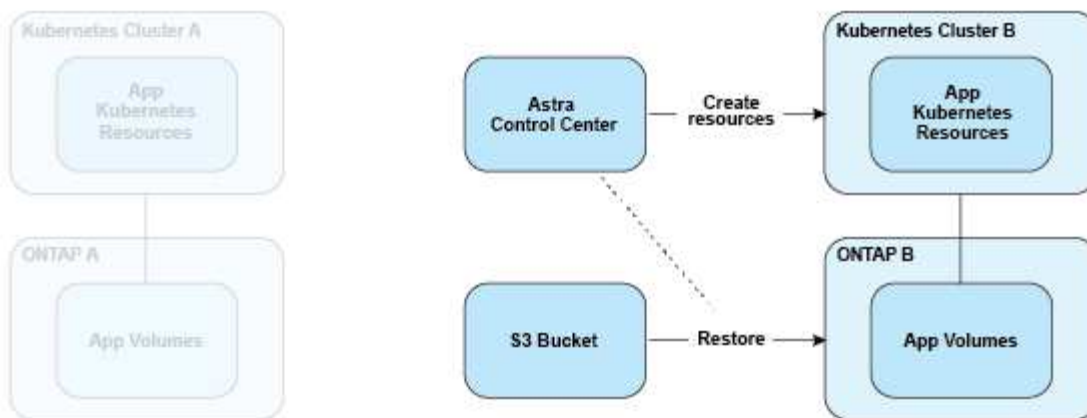 Kubernetes Cluster A
App
Kubernetes
Resources
ONTAP A
App Volumes
Astra
Control Center
Create
resources
Kubernetes Cluster B
App
Kubernetes
Resources
S3 Bucket
Restore
ONTAP B
App Volumes